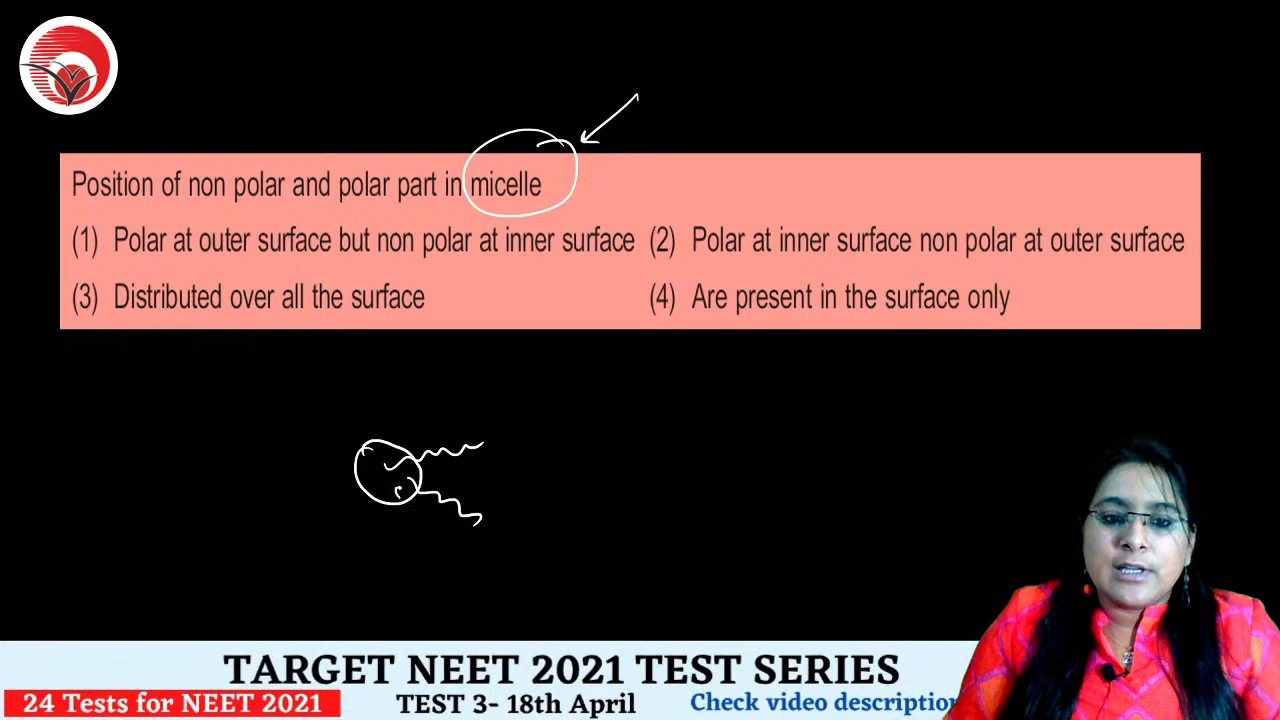 Position of non polar and polar part in micelle
(1) Polar at outer surface but non polar at inner surface (2) Polar at inner surface non polar at outer surface
(3) Distributed over all the surface (4) Are present in the surface only
TARGET NEET 2021 TEST SERIES
24 Tests for NEET 2021 TEST 3- 18th April Check video description